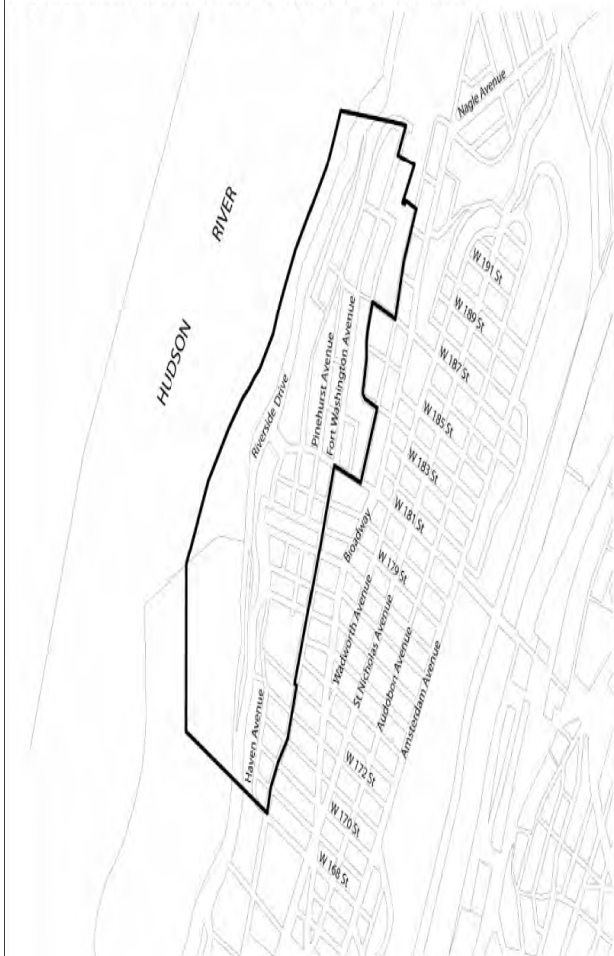 HUDSON
RIVER
Nagle Avenue
W 191 St
W 189 St
W 187 St
Pinehurst Avenue
Fort Washington Avenue
Riverside Drive
W 185 St
W 183 St
W 181 St
Broadway
W 179 St
Wadworth Avenue
St Nicholas Avenue
Audobon Avenue
Amsterdam Avenue
Haven Avenue
W 172 St
W 170 St
W 168 St